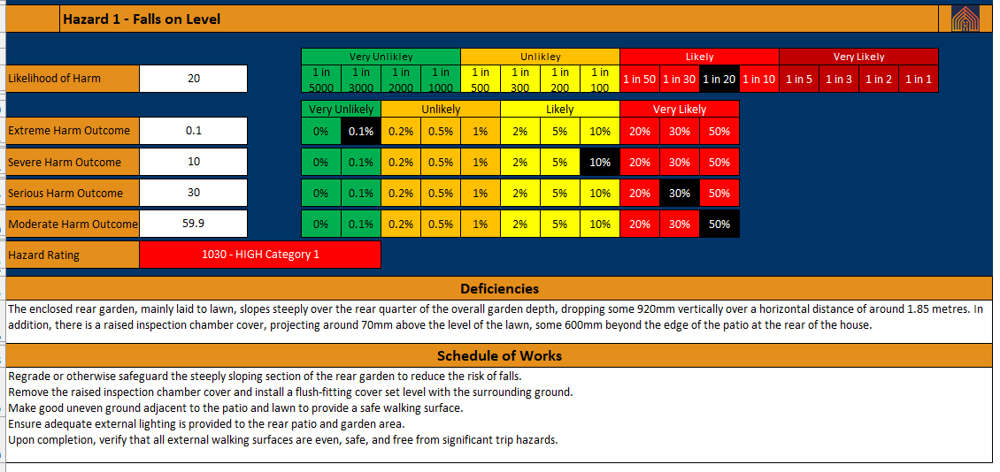 Hazard 1 - Falls on Level
Very Unlikley Unlikley Likely Very Likely
Likelihood of Harm 20 1 in 5000 1 in 3000 1 in 2000 1 in 1000 1 in 500 1 in 300 1 in 200 1 in 100 1 in 50 1 in 30 1 in 20 1 in 10 1 in 5 1 in 3 1 in 2 1 in 1
Very Unlikely Unlikely Likely Very Likely
Extreme Harm Outcome 0.1 0% 0.1% 0.2% 0.5% 1% 2% 5% 10% 20% 30% 50%
Severe Harm Outcome 10 0% 0.1% 0.2% 0.5% 1% 2% 5% 10% 20% 30% 50%
Serious Harm Outcome 30 0% 0.1% 0.2% 0.5% 1% 2% 5% 10% 20% 30% 50%
Moderate Harm Outcome 59.9 0% 0.1% 0.2% 0.5% 1% 2% 5% 10% 20% 30% 50%
Hazard Rating 1030 - HIGH Category 1
Deficiencies
The enclosed rear garden, mainly laid to lawn, slopes steeply over the rear quarter of the overall garden depth, dropping some 920mm vertically over a horizontal distance of around 1.85 metres. In
addition, there is a raised inspection chamber cover, projecting around 70mm above the level of the lawn, some 600mm beyond the edge of the patio at the rear of the house.
Schedule of Works
Regrade or otherwise safeguard the steeply sloping section of the rear garden to reduce the risk of falls.
Remove the raised inspection chamber cover and install a flush-fitting cover set level with the surrounding ground.
Make good uneven ground adjacent to the patio and lawn to provide a safe walking surface.
Ensure adequate external lighting is provided to the rear patio and garden area.
Upon completion, verify that all external walking surfaces are even, safe, and free from significant trip hazards.